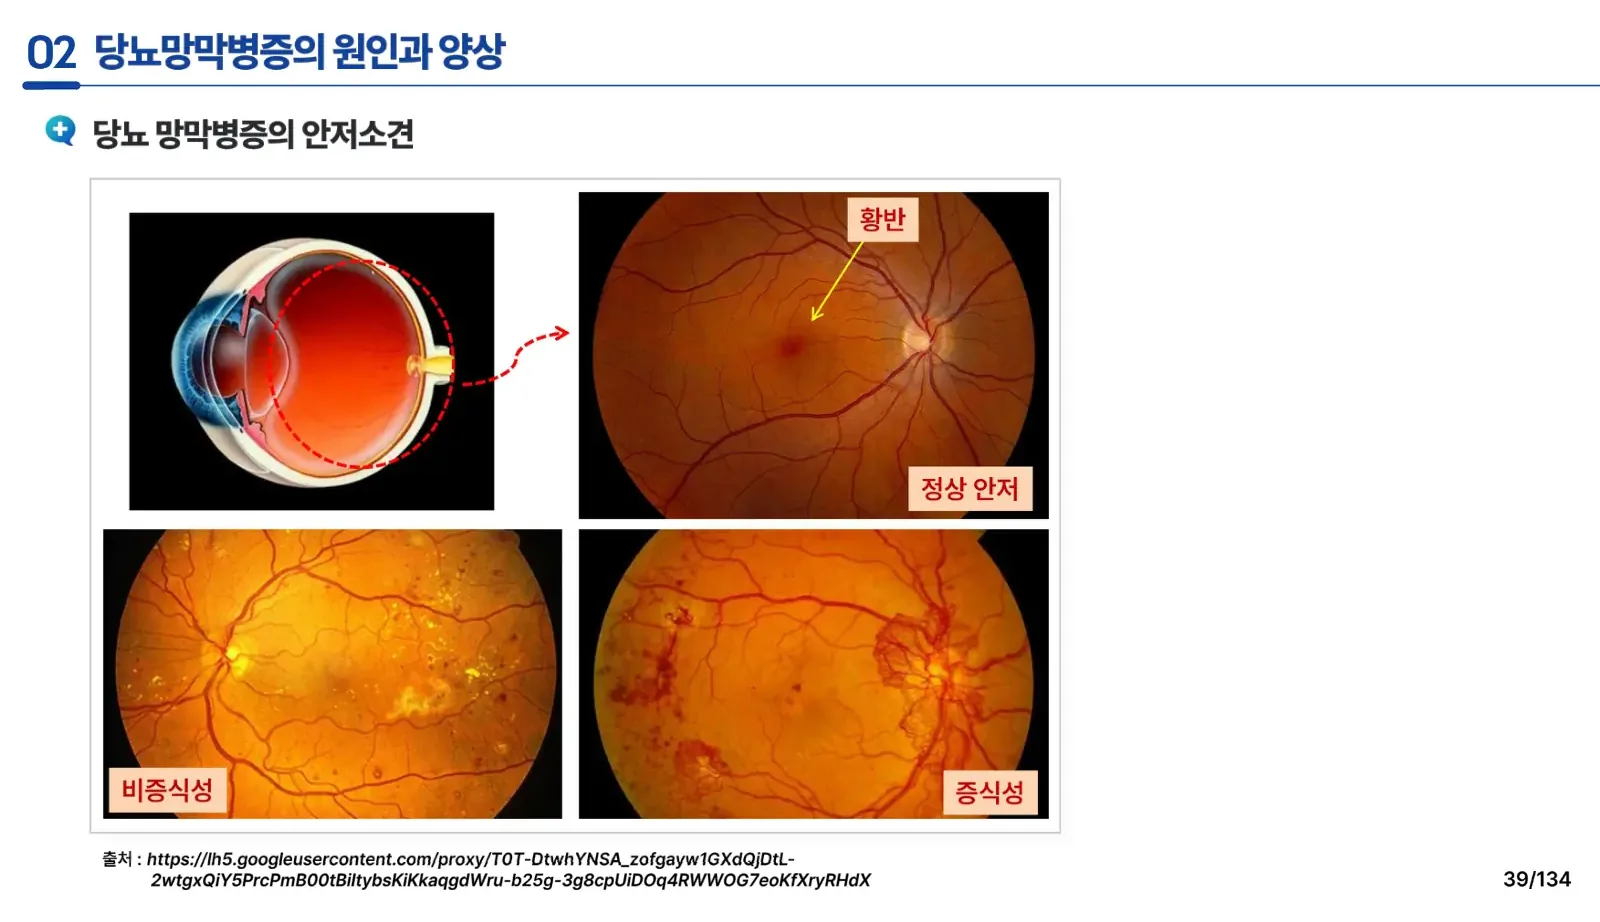 02 당뇨망막병증의 원인과 양상
당뇨 망막병증의 안저소견
황반
정상 안저
비증식성
증식성
출처 : https://lh5.googleusercontent.com/proxy/T0T-DtwhYNSA_zofgayw1GXdQjDtL-
2wtgxQiY5PrcPmB00tBiltybsKiKkaqgdWru-b25g-3g8cpUiDOq4RWWOG7eoKfXryRHdX
39/134